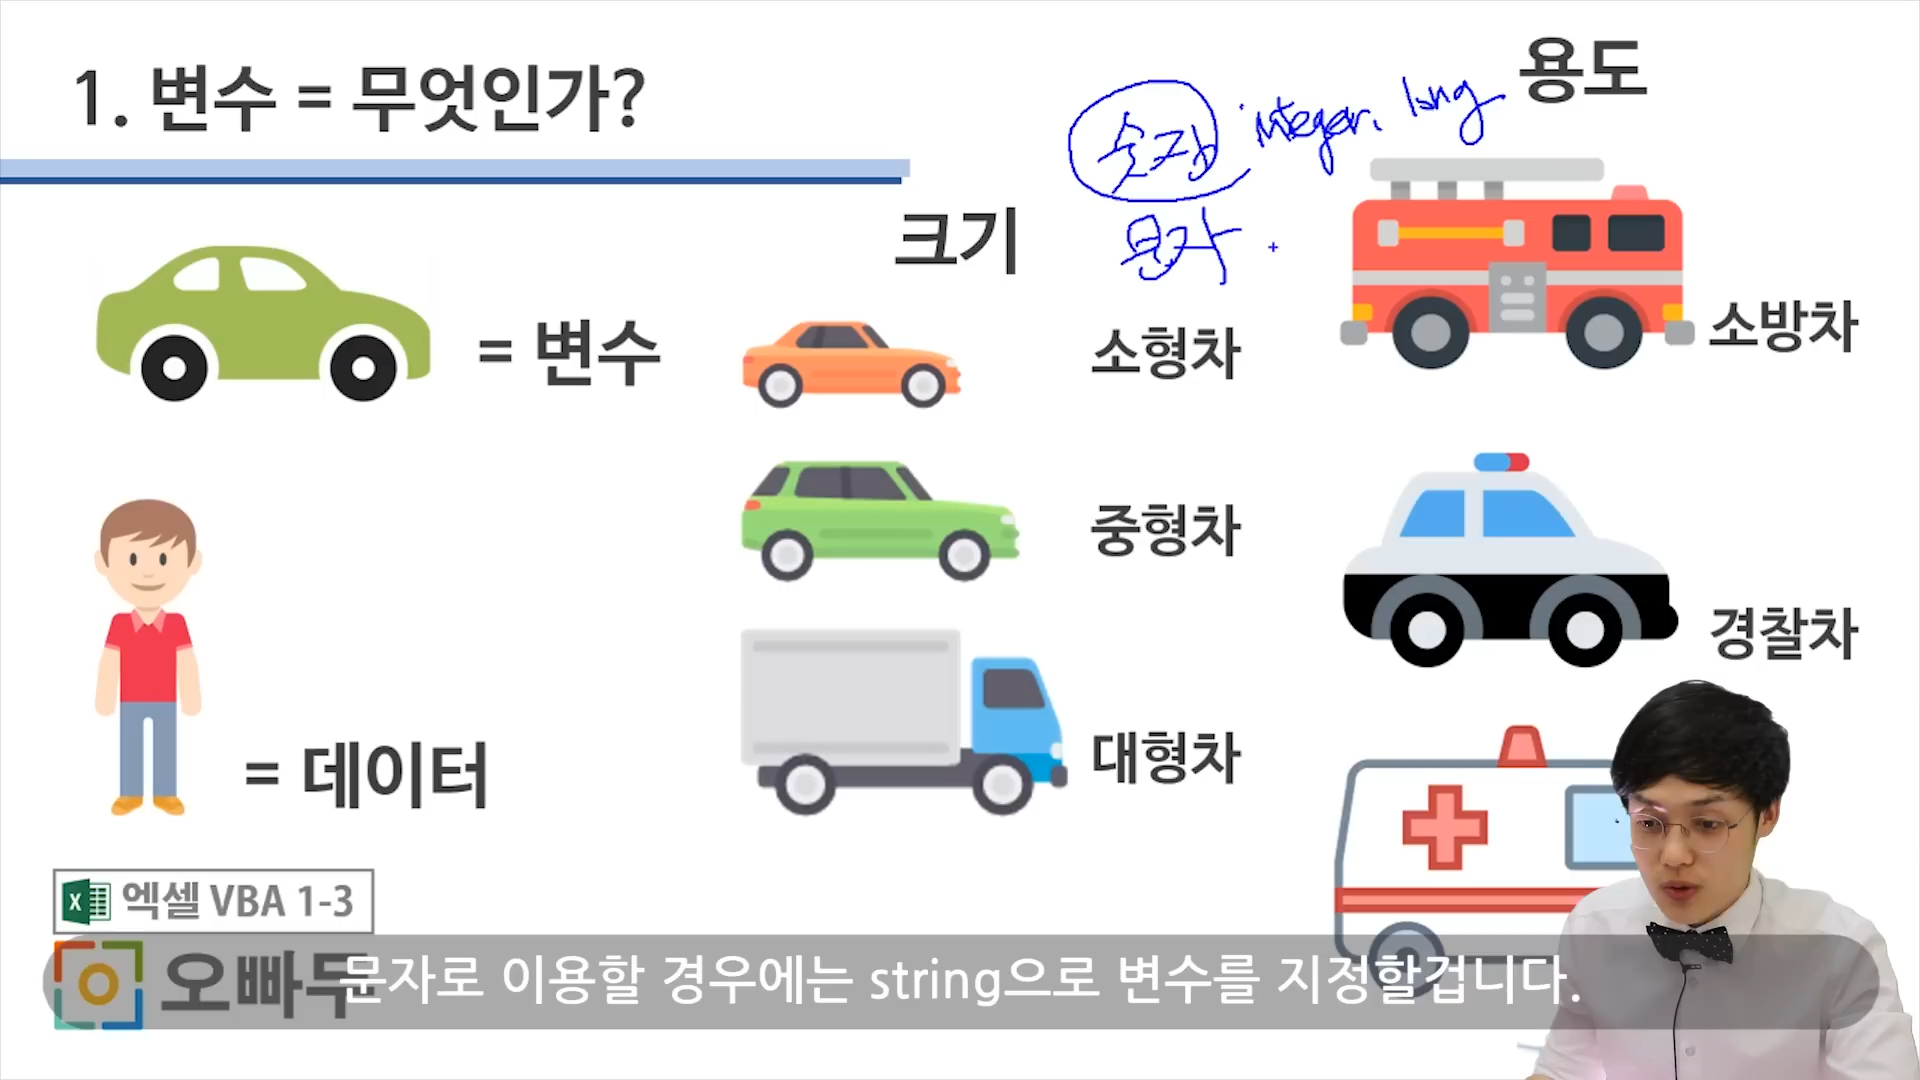 1. 변수 = 무엇인가?
용도
숫자 integer, long
문자
크기
= 변수
소형차
소방차
중형차
경찰차
= 데이터
대형차
엑셀 VBA 1-3
오빠두
문자로 이용할 경우에는 string으로 변수를 지정할겁니다.